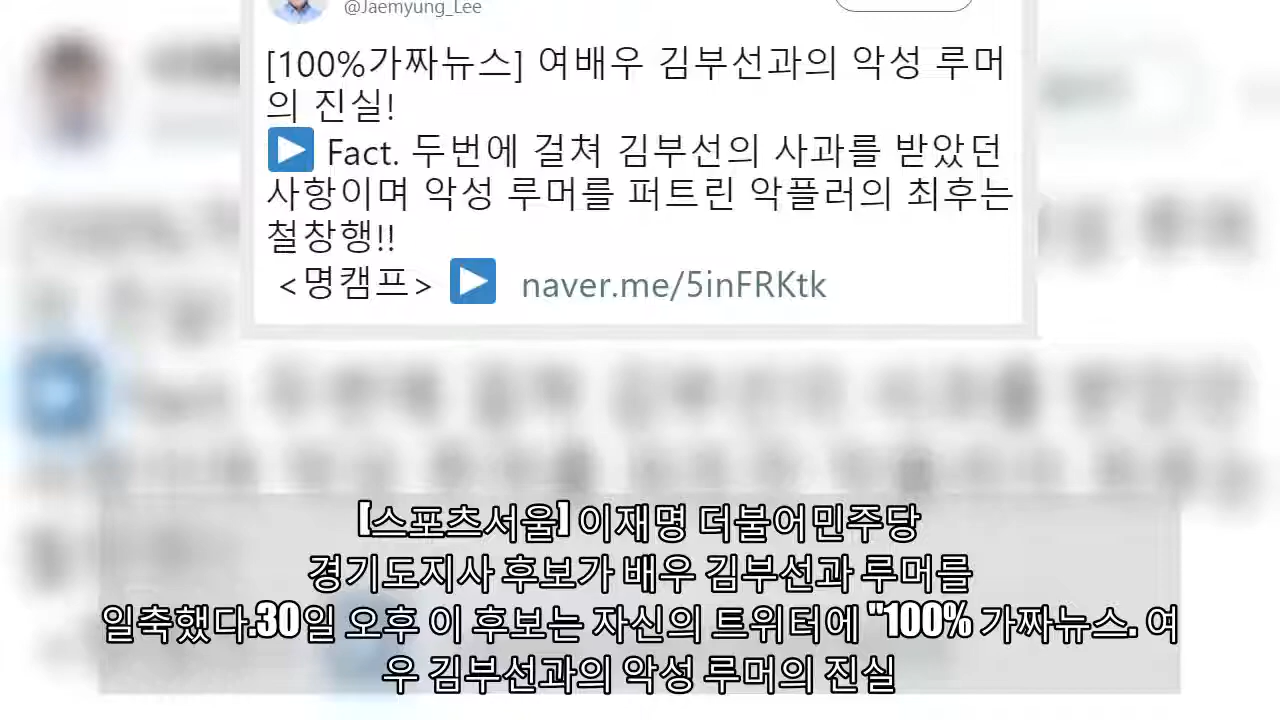 @Jaemyung_Lee
[100%가짜뉴스] 여배우 김부선과의 악성 루머
의 진실!
Fact. 두번에 걸쳐 김부선의 사과를 받았던
사항이며 악성 루머를 퍼트린 악플러의 최후는
철창행!!
<명캠프> naver.me/5inFRKtk
[스포츠서울] 이재명 더불어민주당
경기도지사 후보가 배우 김부선과 루머를
일축했다.30일 오후 이 후보는 자신의 트위터에 "100% 가짜뉴스. 여
우 김부선과의 악성 루머의 진실